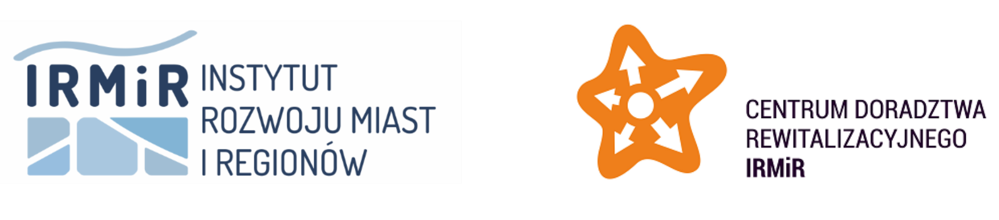 IRMiR
INSTYTUT
ROZWOJU MIAST
I REGIONÓW
CENTRUM DORADZTWA
REWITALIZACYJNEGO
IRMiR